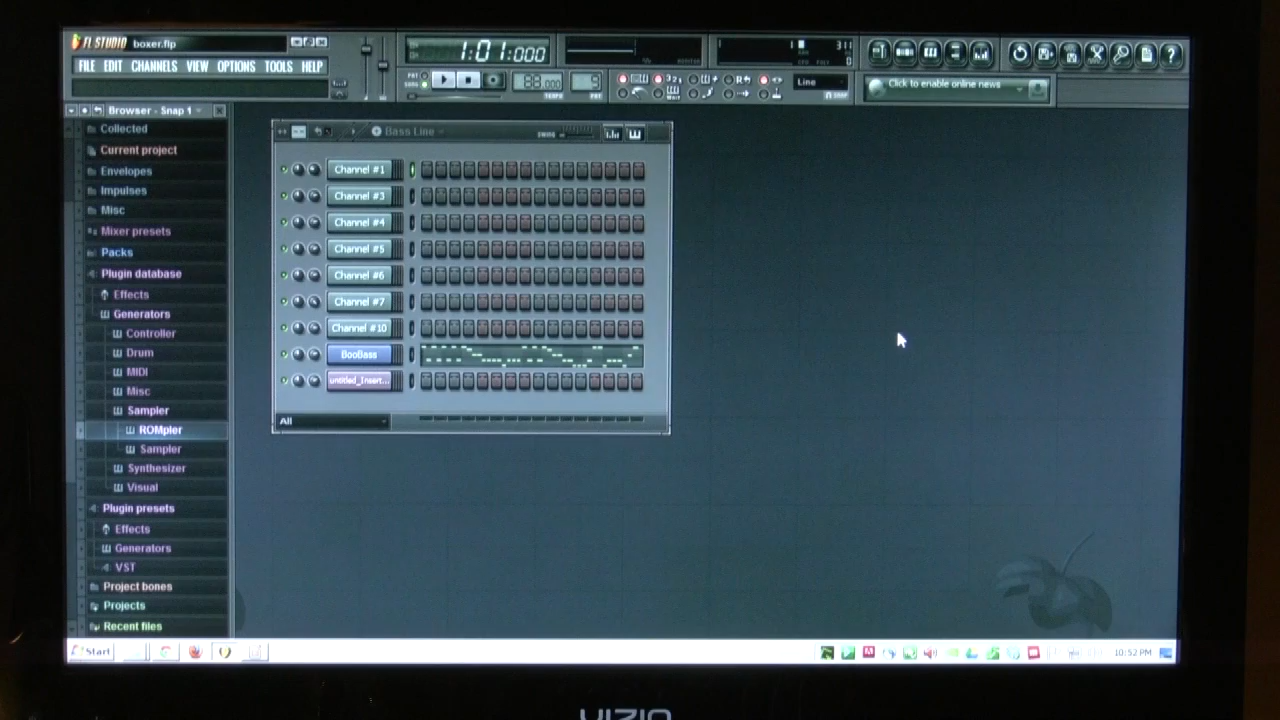 FL STUDIO boxer.flp
FILE EDIT CHANNELS VIEW OPTIONS TOOLS HELP
1:01:000
311
Line
Click to enable online news
Browser - Snap 1
Collected
Current project
Envelopes
Impulses
Misc
Mixer presets
Packs
Plugin database
Effects
Generators
Controller
Drum
MIDI
Misc
Sampler
ROMpler
Sampler
Synthesizer
Visual
Plugin presets
Effects
Generators
VST
Project bones
Projects
Recent files
Bass Line
Channel #1
Channel #3
Channel #4
Channel #5
Channel #6
Channel #7
Channel #10
BooBass
untitled_Insert...
All
Start
10:52 PM
VIZIO